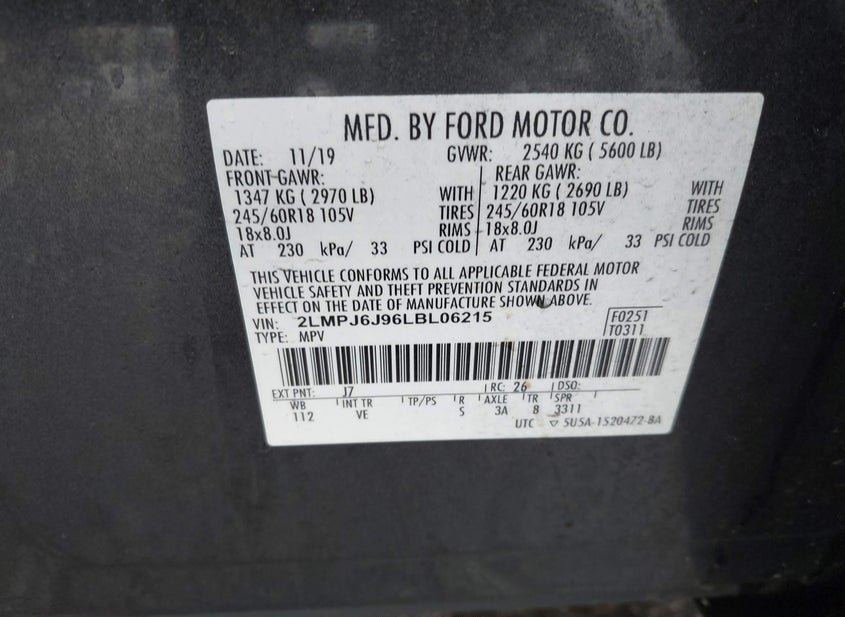 MFD. BY FORD MOTOR CO.
DATE: 11/19 GVWR: 2540 KG ( 5600 LB)
FRONT GAWR: REAR GAWR:
1347 KG ( 2970 LB) WITH 1220 KG ( 2690 LB) WITH
245/60R18 105V TIRES 245/60R18 105V TIRES
18x8.0J RIMS 18x8.0J RIMS
AT 230 kPa/ 33 PSI COLD AT 230 kPa/ 33 PSI COLD
THIS VEHICLE CONFORMS TO ALL APPLICABLE FEDERAL MOTOR
VEHICLE SAFETY AND THEFT PREVENTION STANDARDS IN
EFFECT ON THE DATE OF MANUFACTURE SHOWN ABOVE.
VIN: 2LMPJ6J96LBL06215 F0251
TYPE: MPV T0311
EXT PNT: J7 RC: 26 DSO:
WB INT TR TP/PS R AXLE TR SPR
112 VE S 3A 8 3311
UTC ▽ 5U5A-1520472-BA